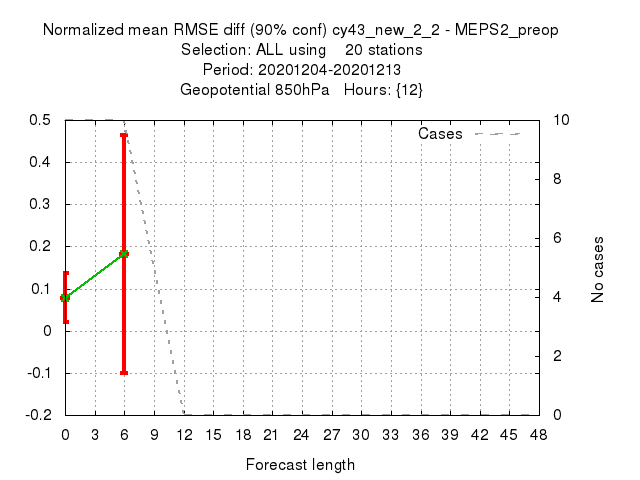 Normalized mean RMSE diff (90% conf) cy43_new_2_2 - MEPS2_preop
Selection: ALL using 20 stations
Period: 20201204-20201213
Geopotential 850hPa Hours: {12}
Cases
0.5
0.4
0.3
0.2
0.1
0
-0.1
-0.2
10
8
6
4
2
0
No cases
0 3 6 9 12 15 18 21 24 27 30 33 36 39 42 45 48
Forecast length